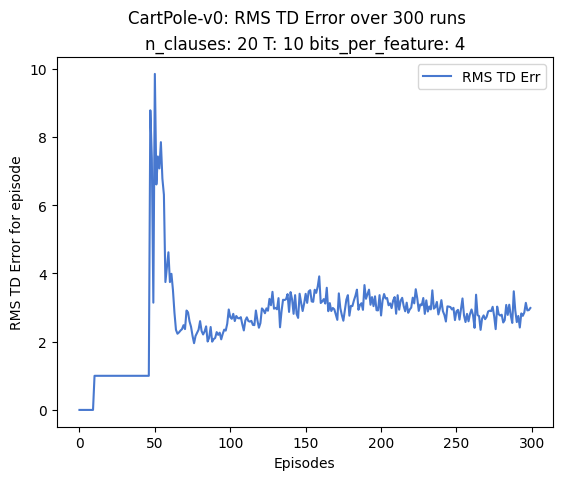 CartPole-v0: RMS TD Error over 300 runs
n_clauses: 20 T: 10 bits_per_feature: 4
RMS TD Err
RMS TD Error for episode
10
8
6
4
2
0
0 50 100 150 200 250 300
Episodes